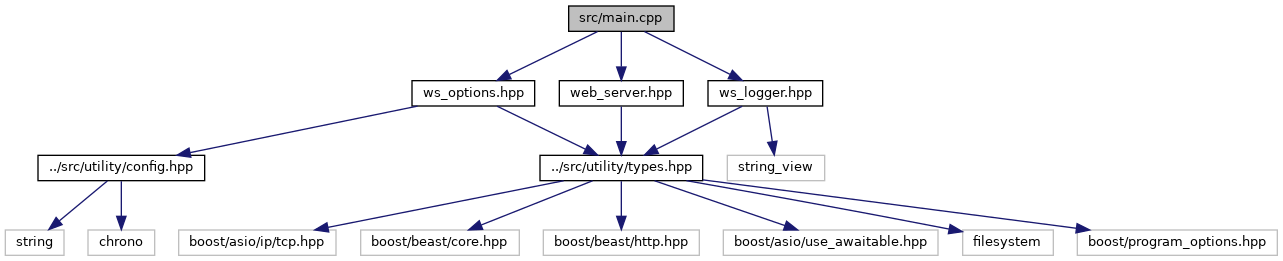 src/main.cpp
ws_options.hpp
web_server.hpp
ws_logger.hpp
../src/utility/config.hpp
../src/utility/types.hpp
string_view
string
chrono
boost/asio/ip/tcp.hpp
boost/beast/core.hpp
boost/beast/http.hpp
boost/asio/use_awaitable.hpp
filesystem
boost/program_options.hpp